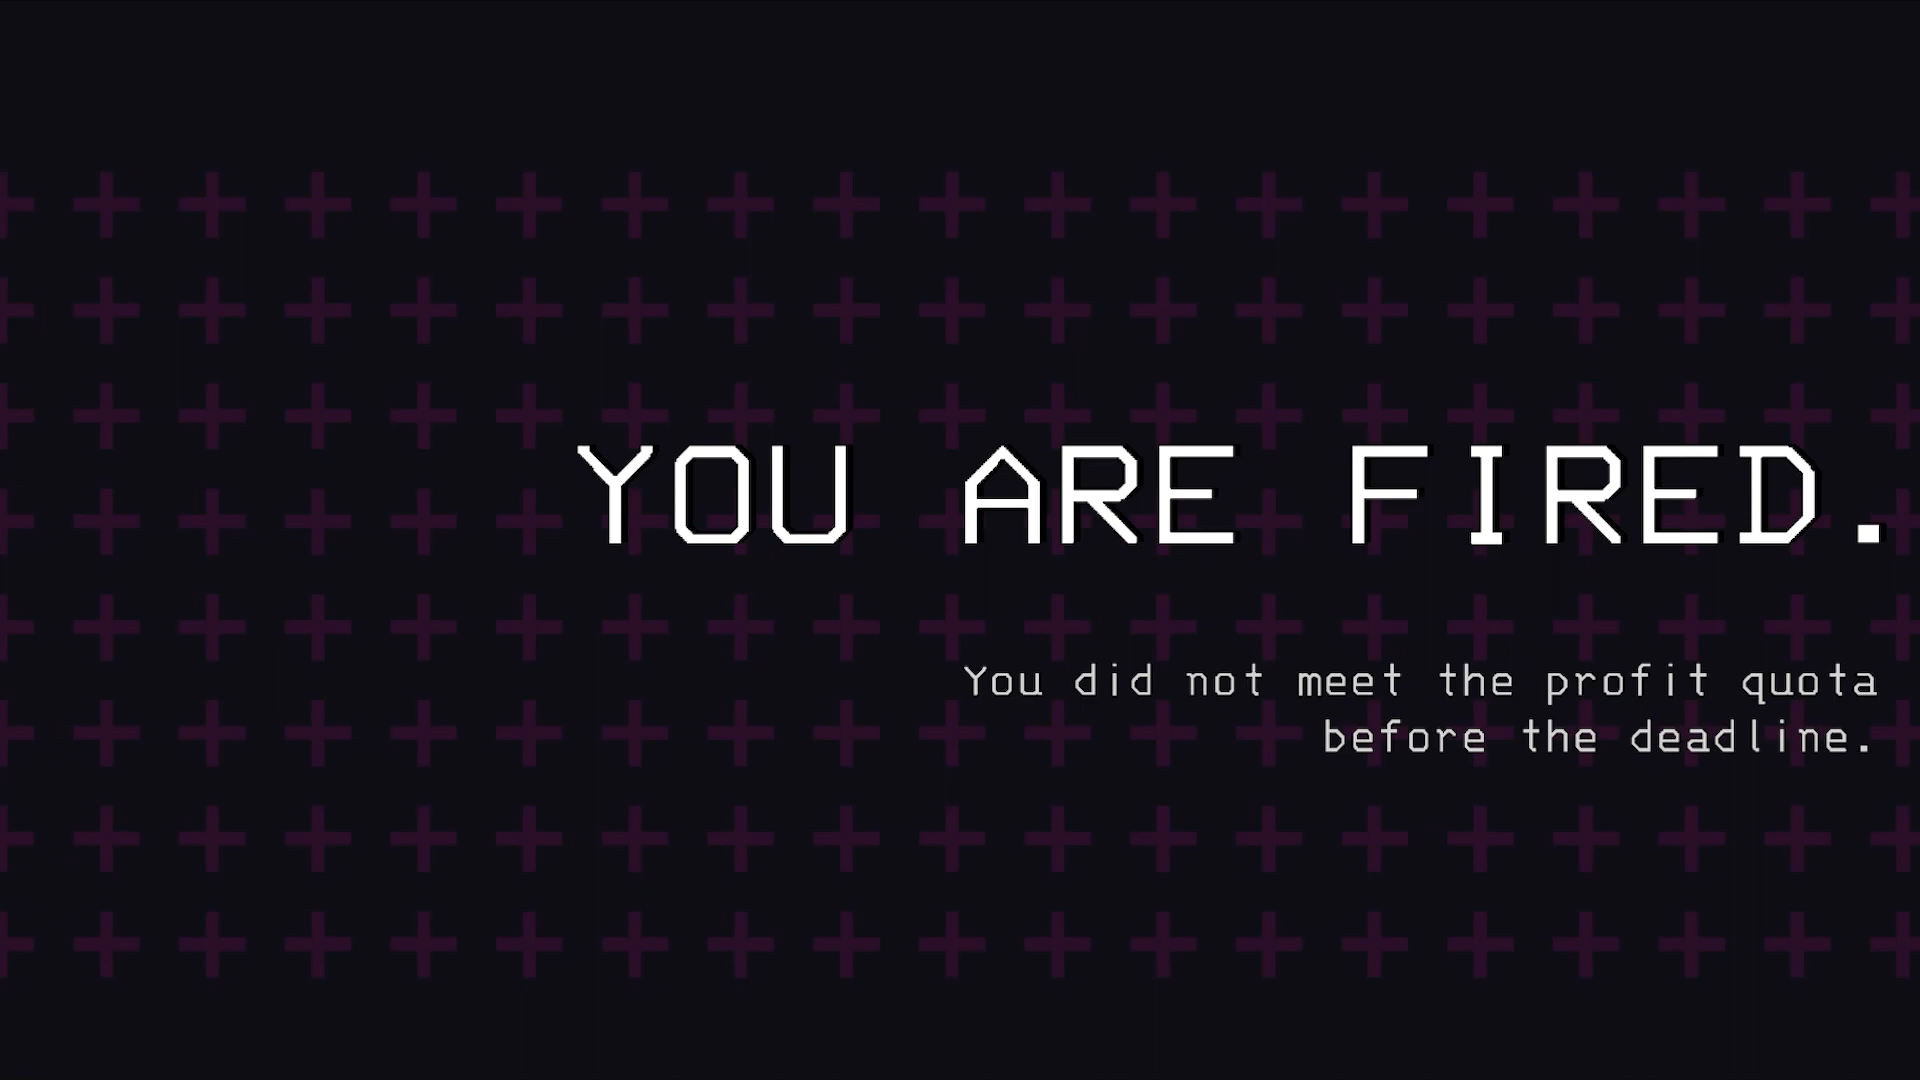 YOU ARE FIRED.
You did not meet the profit quota
before the deadline.